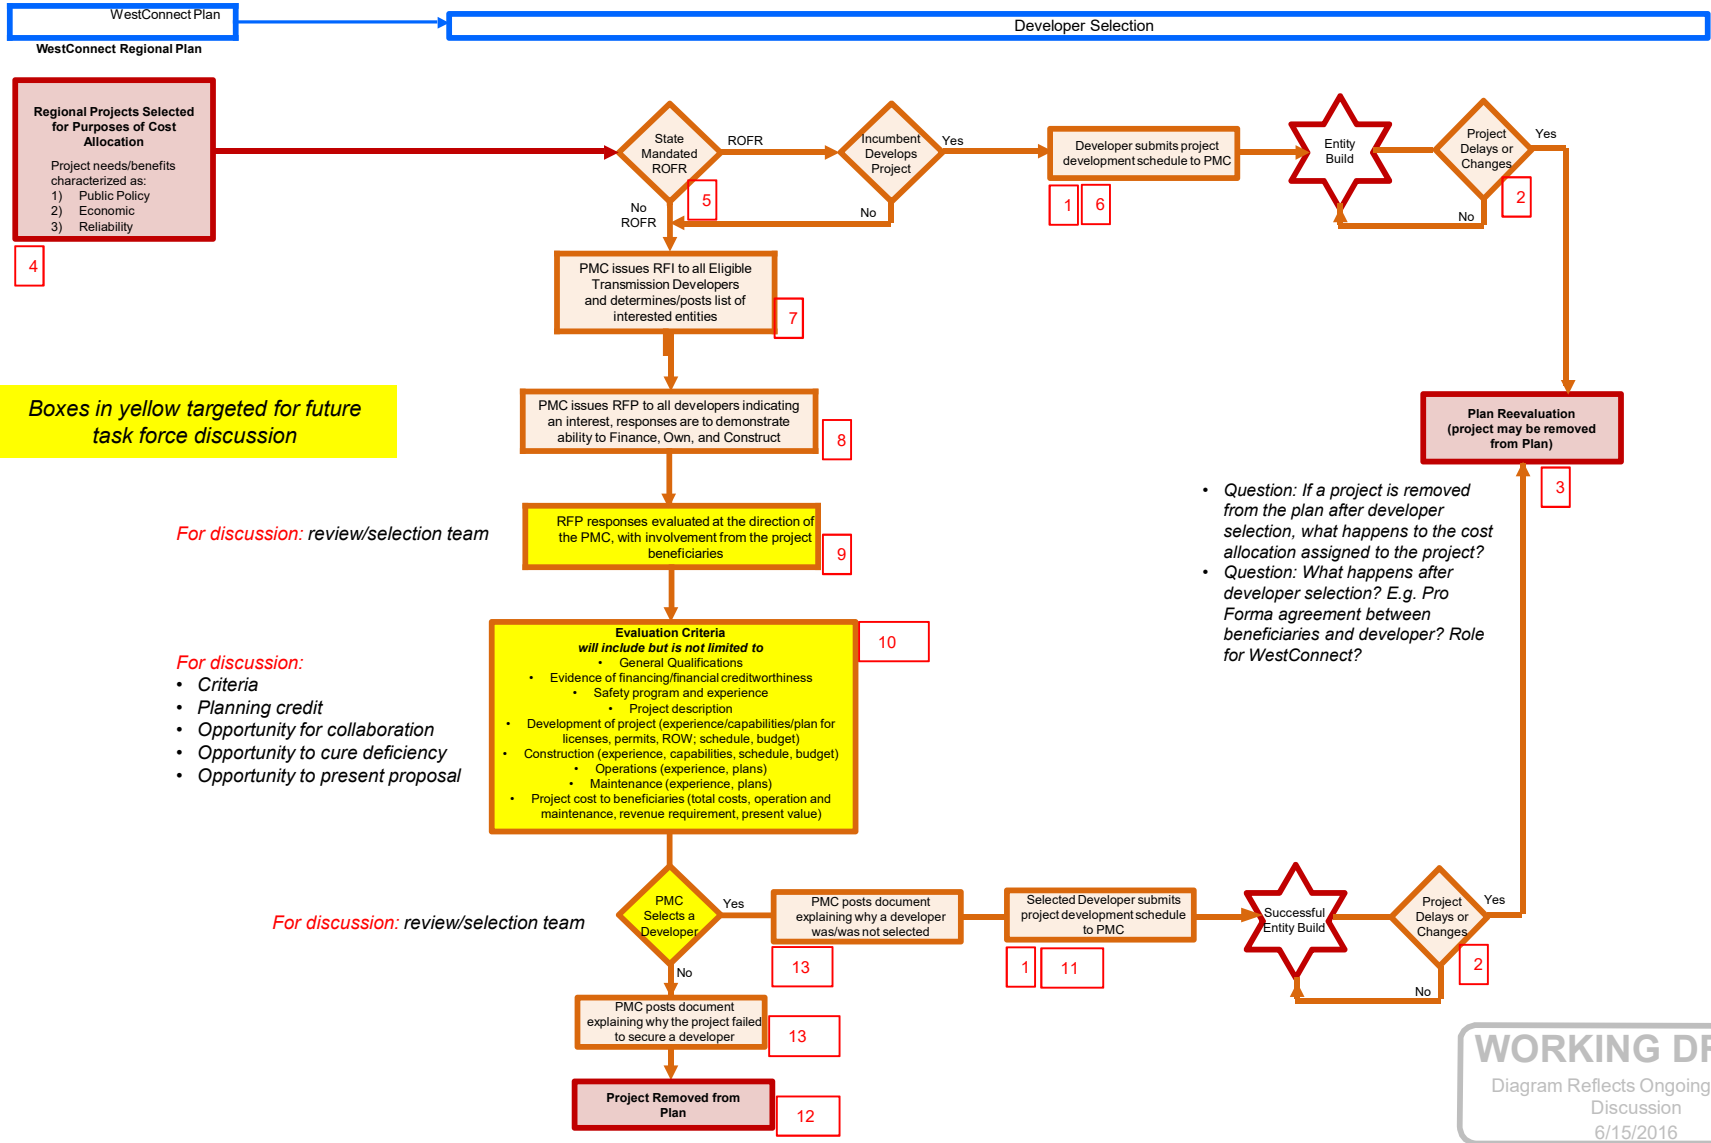 WestConnect Plan
Developer Selection
WestConnect Regional Plan
Regional Projects Selected
for Purposes of Cost
Allocation
Project needs/benefits
characterized as:
1) Public Policy
2) Economic
3) Reliability
4
State
Mandated
ROFR
ROFR
5
No
ROFR
Incumbent
Develops
Project
Yes
No
Developer submits project
development schedule to PMC
1
6
Entity
Build
Project
Delays or
Changes
Yes
2
No
PMC issues RFI to all Eligible
Transmission Developers
and determines/posts list of
interested entities
7
Boxes in yellow targeted for future
task force discussion
PMC issues RFP to all developers indicating
an interest, responses are to demonstrate
ability to Finance, Own, and Construct
8
Plan Reevaluation
(project may be removed
from Plan)
3
• Question: If a project is removed
from the plan after developer
selection, what happens to the cost
allocation assigned to the project?
• Question: What happens after
developer selection? E.g. Pro
Forma agreement between
beneficiaries and developer? Role
for WestConnect?
For discussion: review/selection team
RFP responses evaluated at the direction of
the PMC, with involvement from the project
beneficiaries
9
For discussion:
• Criteria
• Planning credit
• Opportunity for collaboration
• Opportunity to cure deficiency
• Opportunity to present proposal
Evaluation Criteria
will include but is not limited to
• General Qualifications
• Evidence of financing/financial creditworthiness
• Safety program and experience
• Project description
• Development of project (experience/capabilities/plan for
licenses, permits, ROW; schedule, budget)
• Construction (experience, capabilities, schedule, budget)
• Operations (experience, plans)
• Maintenance (experience, plans)
• Project cost to beneficiaries (total costs, operation and
maintenance, revenue requirement, present value)
10
For discussion: review/selection team
PMC
Selects a
Developer
Yes
No
PMC posts document
explaining why a developer
was/was not selected
13
Selected Developer submits
project development schedule
to PMC
1
11
Successful
Entity Build
Project
Delays or
Changes
Yes
2
No
PMC posts document
explaining why the project failed
to secure a developer
13
Project Removed from
Plan
12
WORKING
Diagram Reflects Ongoing
Discussion
6/15/2016